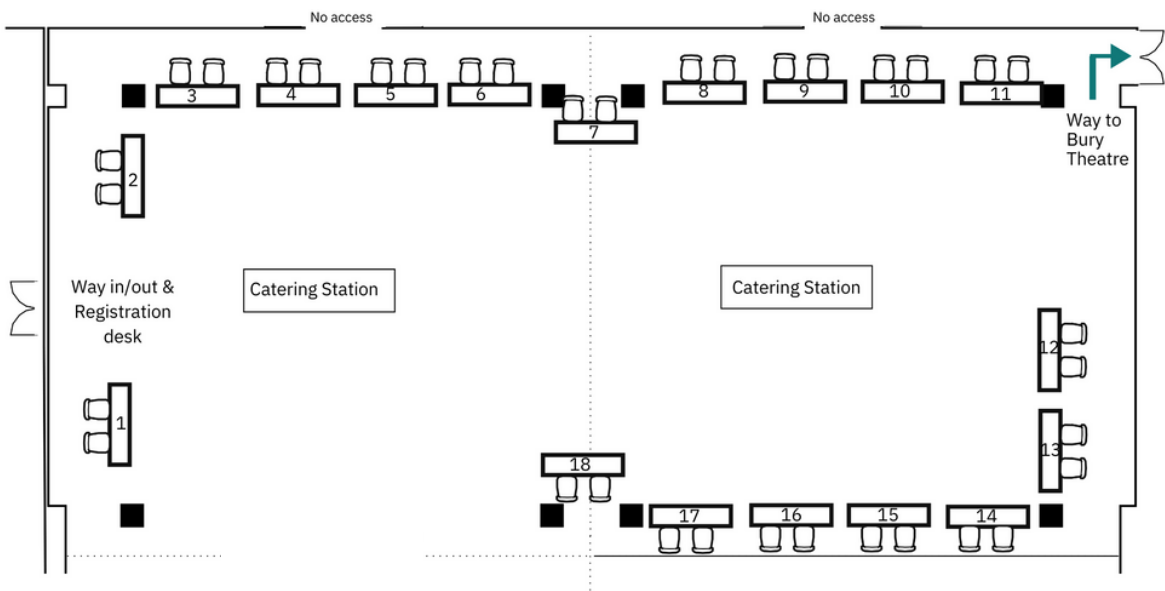 No access
No access
3
4
5
6
7
8
9
10
11
Way to
Bury
Theatre
2
Way in/out &
Registration
desk
Catering Station
Catering Station
12
1
13
18
17
16
15
14